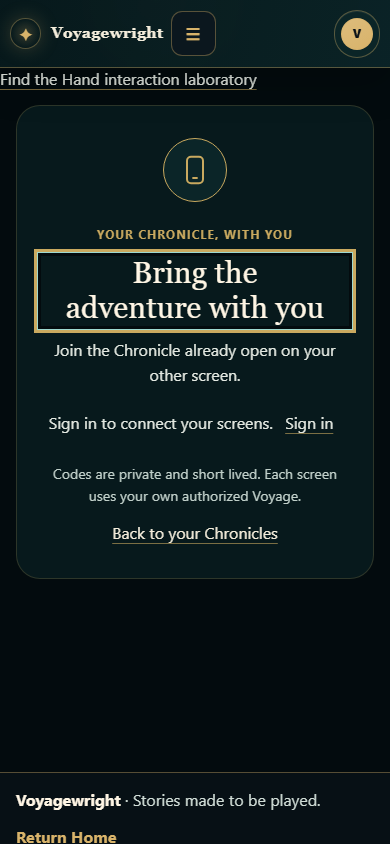 Voyagewright
V
Find the Hand interaction laboratory
YOUR CHRONICLE, WITH YOU
Bring the
adventure with you
Join the Chronicle already open on your
other screen.
Sign in to connect your screens. Sign in
Codes are private and short lived. Each screen
uses your own authorized Voyage.
Back to your Chronicles
Voyagewright · Stories made to be played.
Return Home